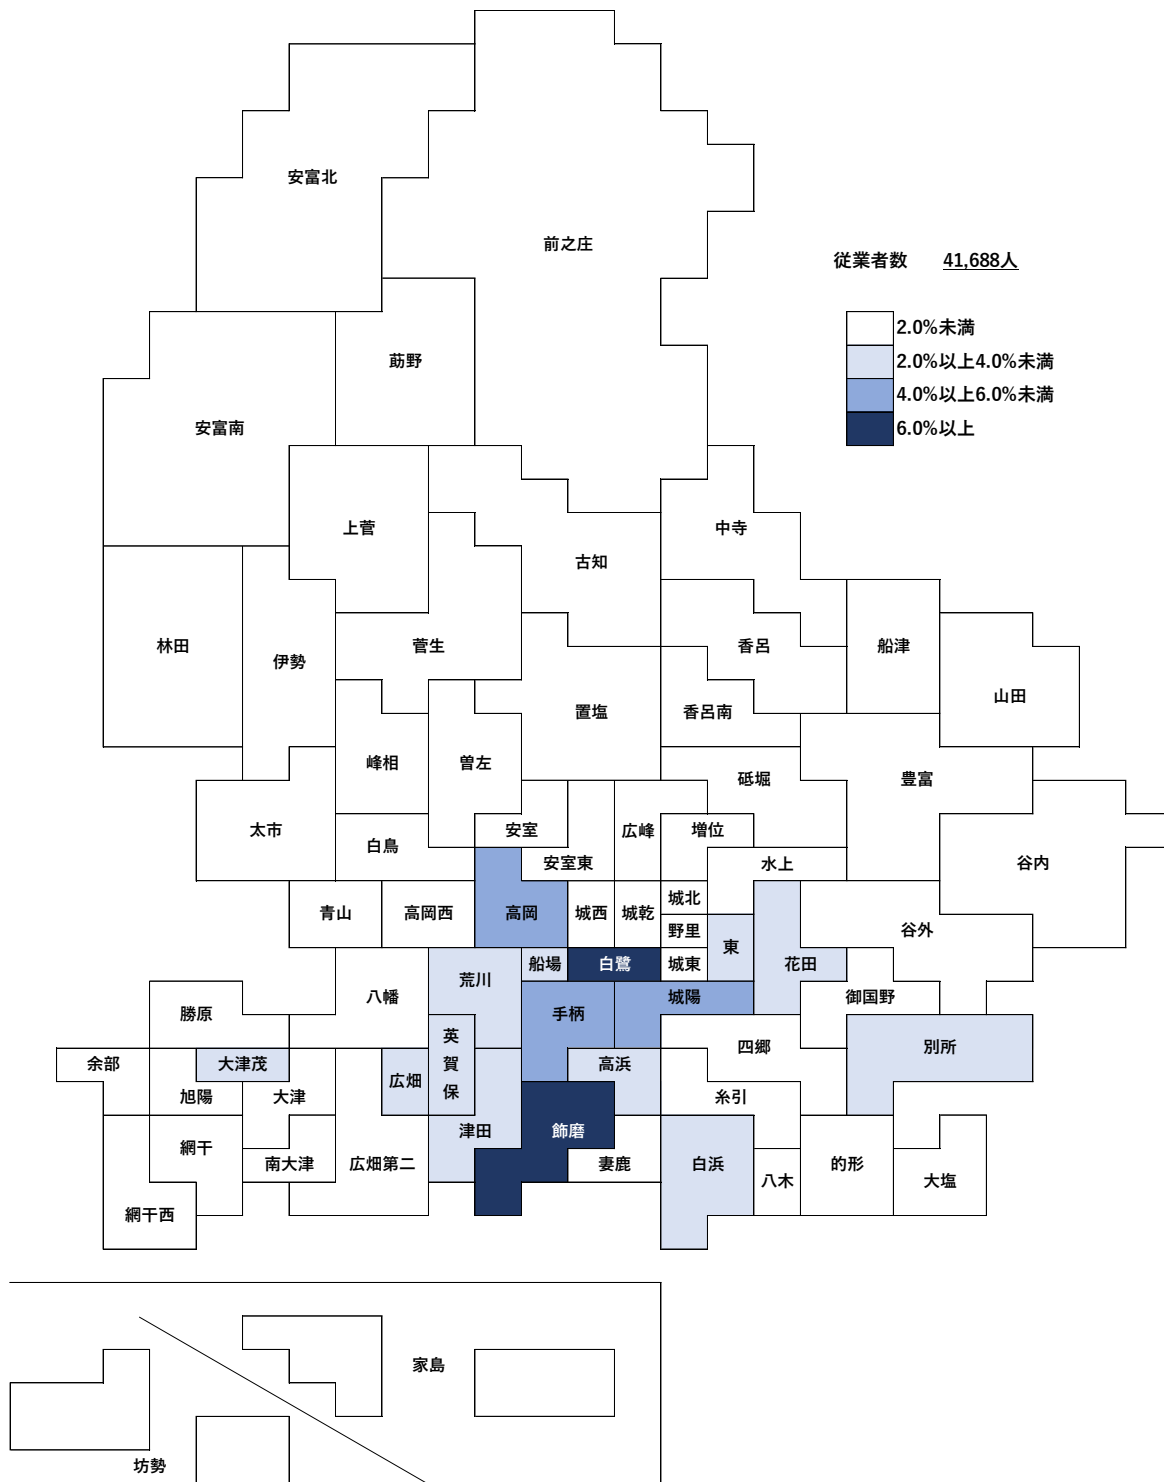 安富北
前之庄
従業者数 41,688人
2.0%未満
2.0%以上4.0%未満
4.0%以上6.0%未満
6.0%以上
莇野
安富南
上菅
中寺
古知
林田
伊勢
菅生
香呂
船津
山田
置塩
香呂南
峰相
曽左
砥堀
豊富
太市
白鳥
安室
広峰
増位
安室東
水上
谷内
青山
高岡西
高岡
城西
城乾
城北
野里
谷外
東
船場
白鷺
城東
花田
荒川
八幡
城陽
御国野
勝原
手柄
英賀保
四郷
別所
余部
大津茂
高浜
広畑
旭陽
大津
糸引
津田
飾磨
網干
南大津
広畑第二
妻鹿
白浜
八木
的形
大塩
網干西
家島
坊勢